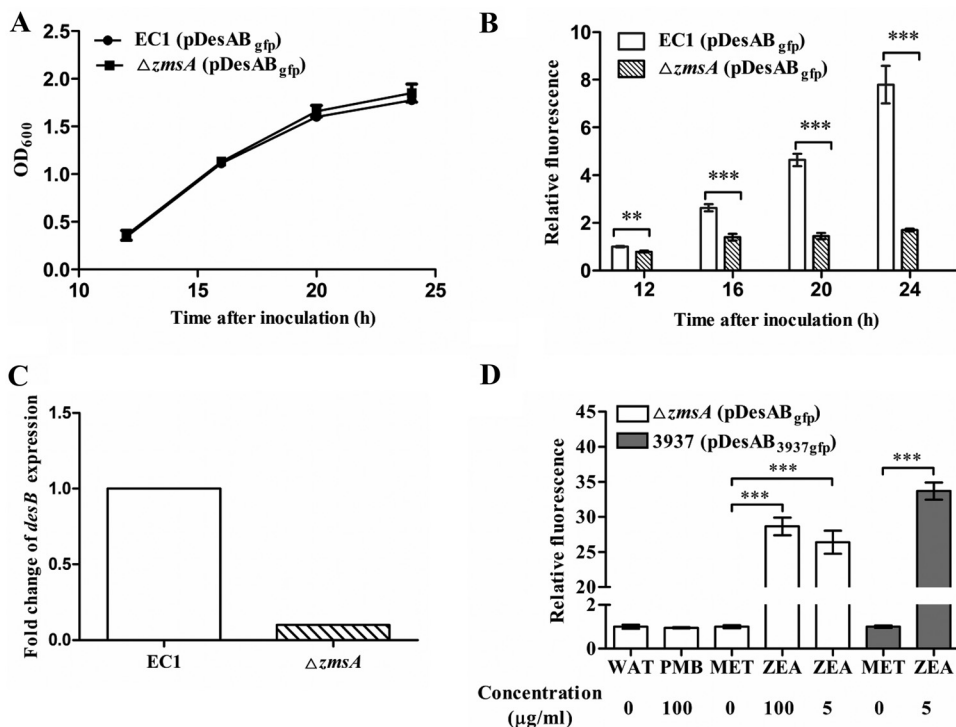 A
EC1 (pDesABgfp)
△zmsA (pDesABgfp)
OD600
2.5
2.0
1.5
1.0
0.5
0.0
10
15
20
25
Time after inoculation (h)
B
EC1 (pDesABgfp)
△zmsA (pDesABgfp)
Relative fluorescence
10
8
6
4
2
0
**
***
***
***
12
16
20
24
Time after inoculation (h)
C
Fold change of desB expression
1.5
1.0
0.5
0.0
EC1
△zmsA
D
△zmsA (pDesABgfp)
3937 (pDesAB3937gfp)
Relative fluorescence
45
40
35
30
25
20
2
0
***
***
***
WAT PMB MET ZEA ZEA MET ZEA
Concentration (μg/ml)
0 100 0 100 5 0 5